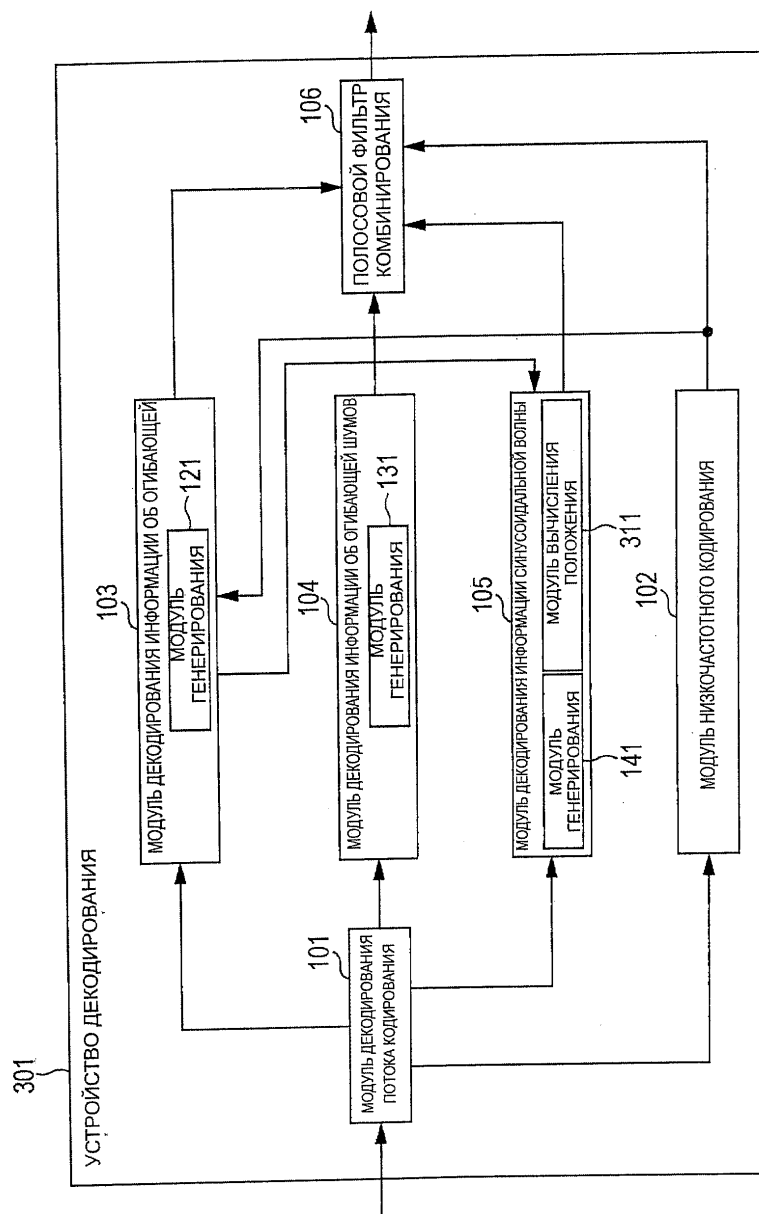 301
УСТРОЙСТВО ДЕКОДИРОВАНИЯ
101
МОДУЛЬ ДЕКОДИРОВАНИЯ
ПОТОКА КОДИРОВАНИЯ
103
МОДУЛЬ ДЕКОДИРОВАНИЯ ИНФОРМАЦИИ ОБ ОГИБАЮЩЕЙ
МОДУЛЬ
ГЕНЕРИРОВАНИЯ
121
104
МОДУЛЬ ДЕКОДИРОВАНИЯ ИНФОРМАЦИИ ОБ ОГИБАЮЩЕЙ ШУМОВ
МОДУЛЬ
ГЕНЕРИРОВАНИЯ
131
105
МОДУЛЬ ДЕКОДИРОВАНИЯ ИНФОРМАЦИИ СИНУСОИДАЛЬНОЙ ВОЛНЫ
МОДУЛЬ
ГЕНЕРИРОВАНИЯ
141
МОДУЛЬ ВЫЧИСЛЕНИЯ
ПОЛОЖЕНИЯ
311
102
МОДУЛЬ НИЗКОЧАСТОТНОГО КОДИРОВАНИЯ
106
ПОЛОСОВОЙ ФИЛЬТР
КОМБИНИРОВАНИЯ